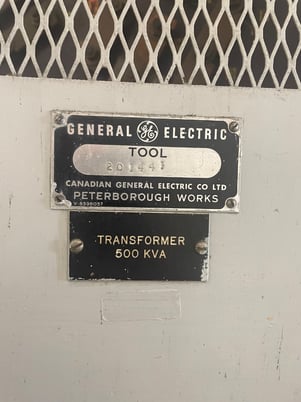 GENERAL GE ELECTRIC
TOOL
CANADIAN GENERAL ELECTRIC CO LTD
PETERBOROUGH WORKS
TRANSFORMER
500 KVA